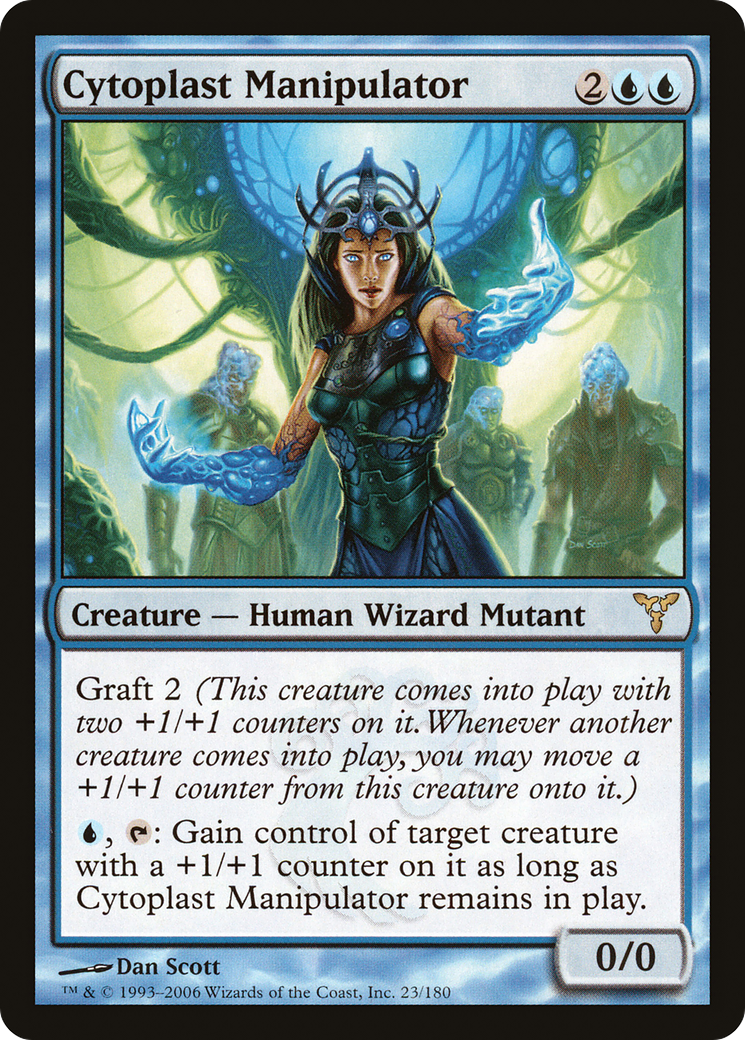 Cytoplast Manipulator 2
DAN SCOTT
Creature — Human Wizard Mutant
Graft 2 (This creature comes into play with
two +1/+1 counters on it. Whenever another
creature comes into play, you may move a
+1/+1 counter from this creature onto it.)
, : Gain control of target creature
with a +1/+1 counter on it as long as
Cytoplast Manipulator remains in play.
0/0
Dan Scott
™ & © 1993–2006 Wizards of the Coast, Inc. 23/180